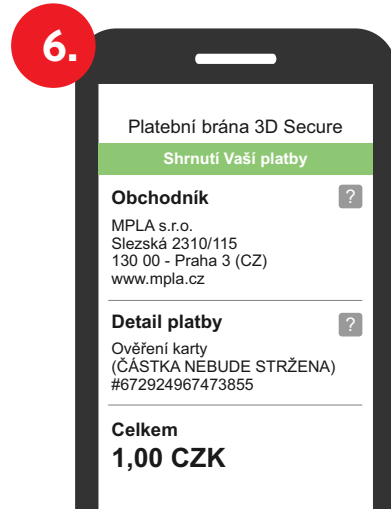 6.
Platební brána 3D Secure
Shrnutí Vaší platby
Obchodník
?
MPLA s.r.o.
Slezská 2310/115
130 00 - Praha 3 (CZ)
www.mpla.cz
Detail platby
?
Ověření karty
(ČÁSTKA NEBUDE STRŽENA)
#672924967473855
Celkem
1,00 CZK